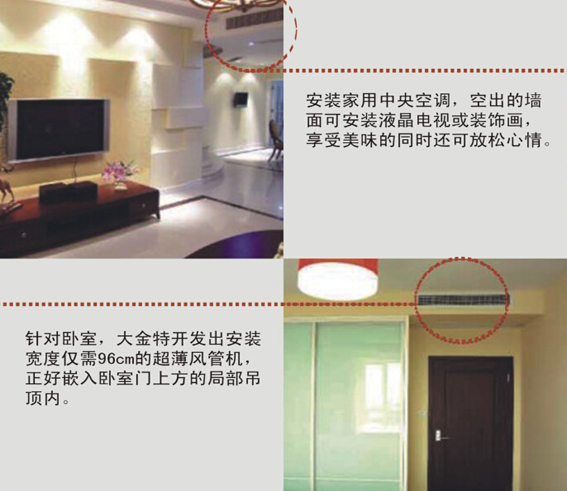 安装家用中央空调，空出的墙
面可安装液晶电视或装饰画，
享受美味的同时还可放松心情。
针对卧室，大金特开发出安装
宽度仅需96cm的超薄风管机，
正好嵌入卧室门上方的局部吊
顶内。